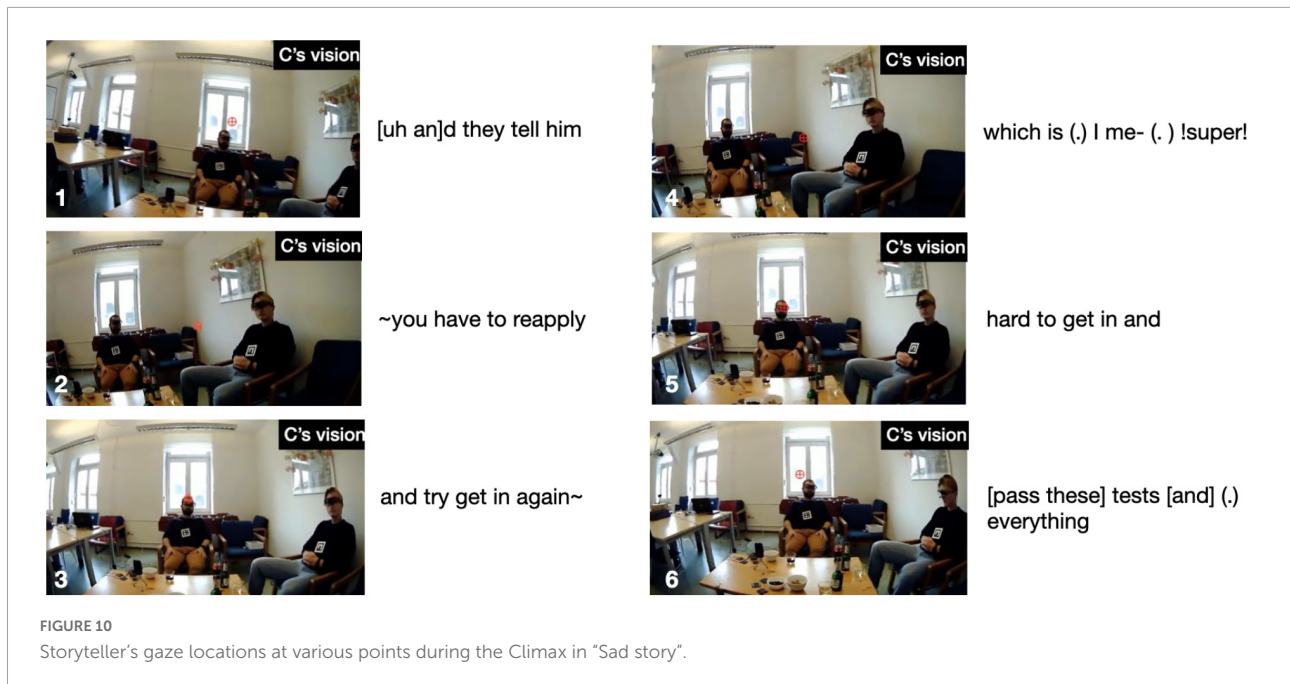 C's vision
1
[uh an]d they tell him
C's vision
2
~you have to reapply
C's vision
3
and try get in again~
C's vision
4
which is (.) I me- (. ) !super!
C's vision
5
hard to get in and
C's vision
6
[pass these] tests [and] (.)
everything
FIGURE 10
Storyteller's gaze locations at various points during the Climax in “Sad story”.